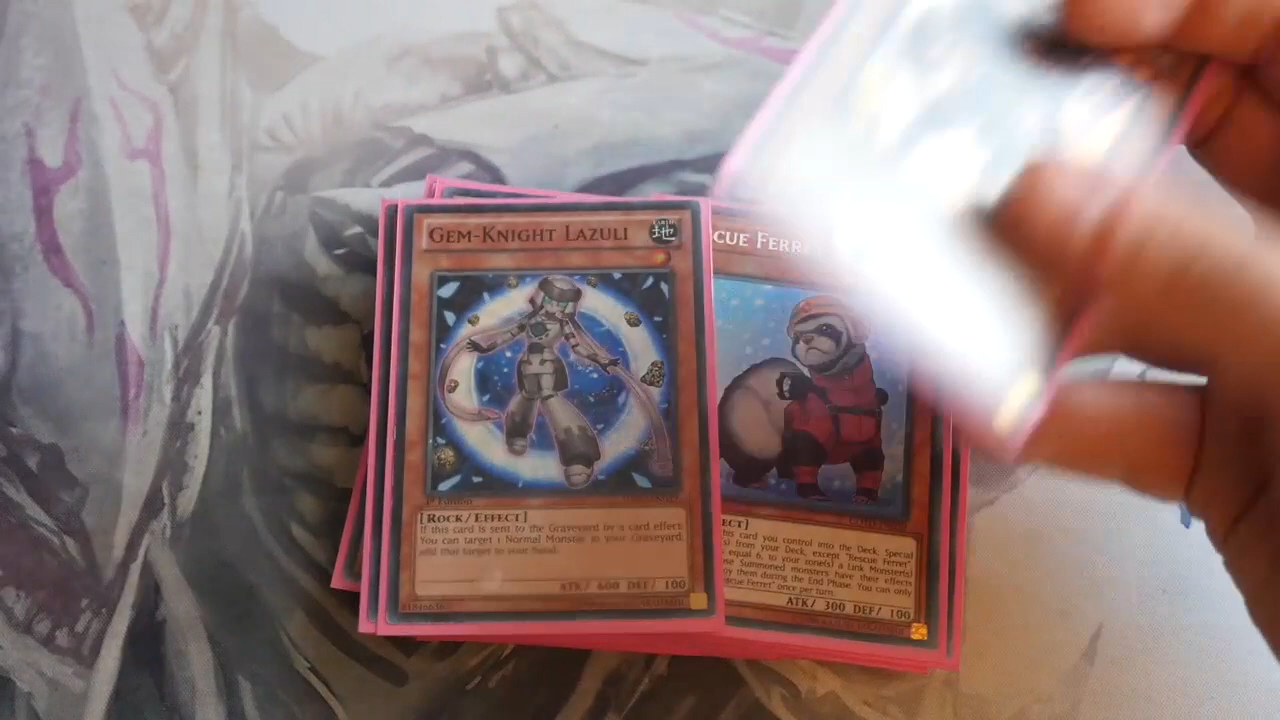 GEM-KNIGHT LAZULI
EARTH
地
1st Edition
[ROCK/EFFECT]
If this card is sent to the Graveyard by a card effect:
You can target 1 Normal Monster in your Graveyard;
add that target to your hand.
ATK/ 600 DEF/ 100
CUE FERRE
ECT]
his card you control into the Deck, Special
s) from your Deck, except "Rescue Ferret",
equal 6, to your zone(s) a Link Monster(s)
ose Summoned monsters have their effects
oy them during the End Phase. You can only
scue Ferret" once per turn.
ATK/ 300 DEF/ 100